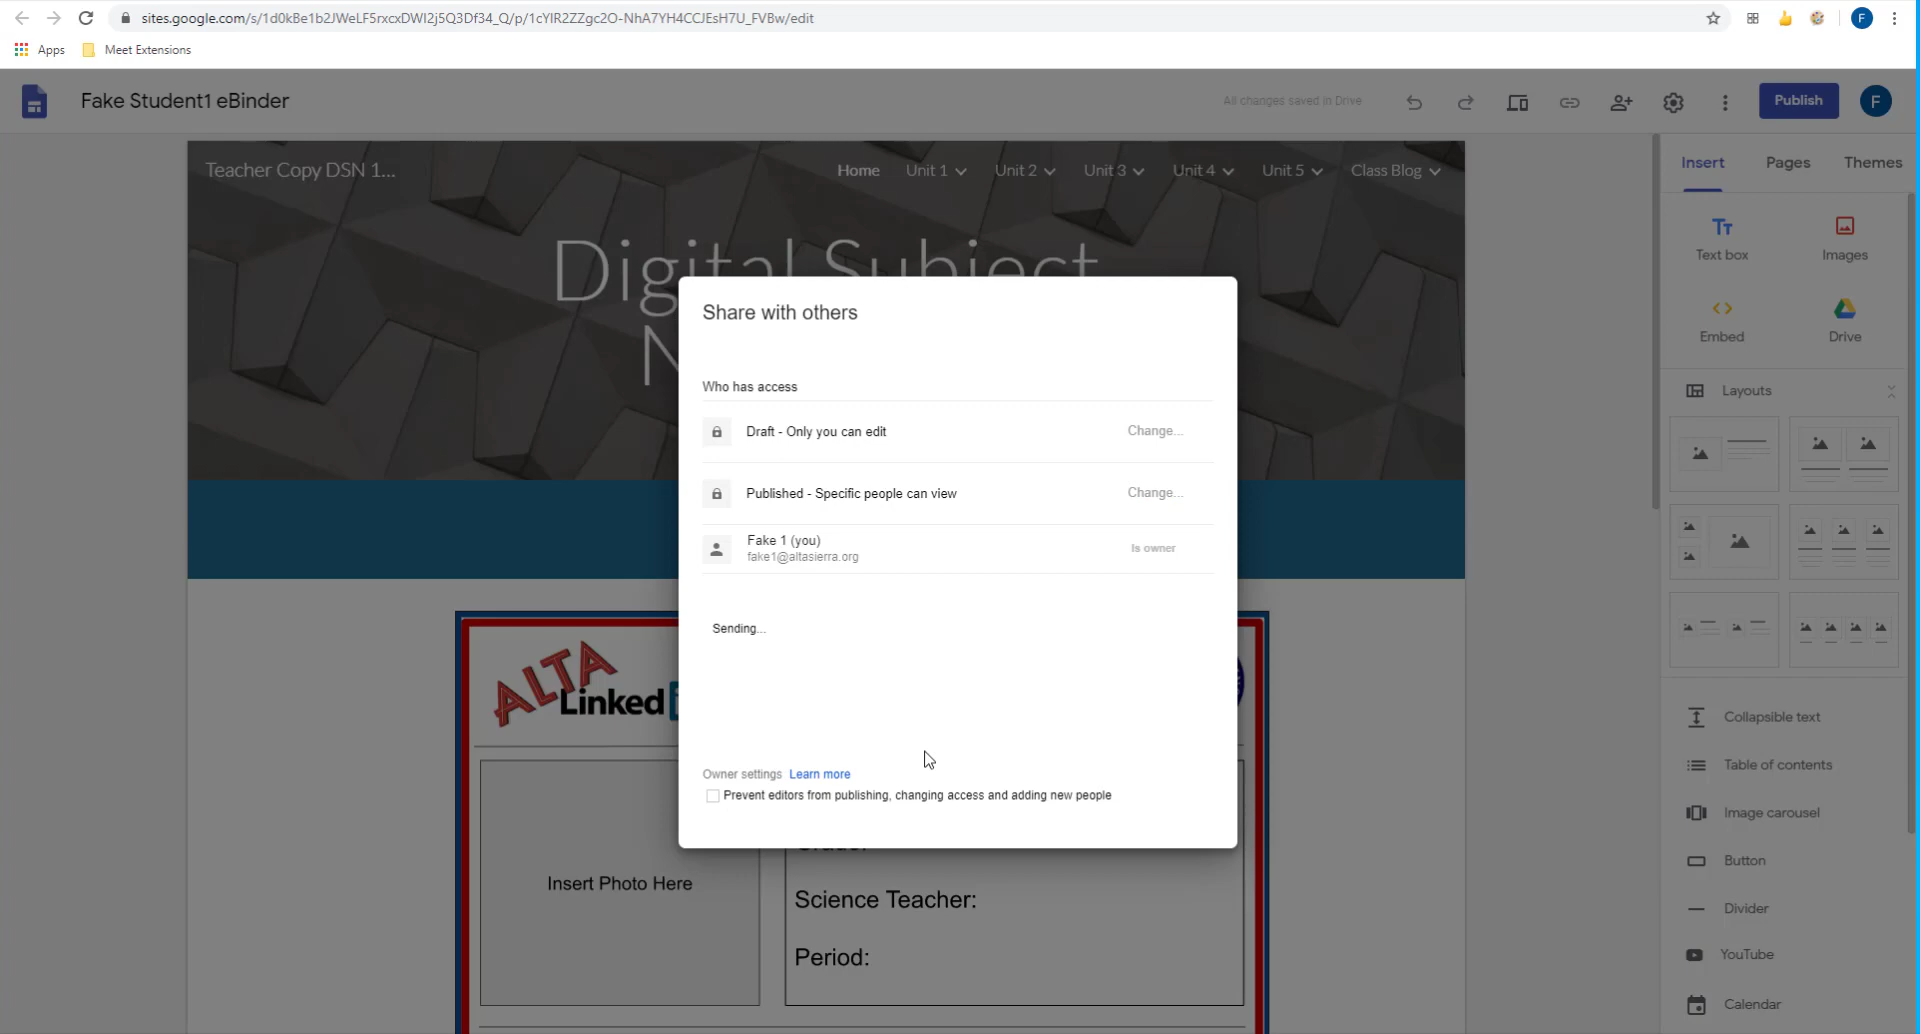 sites.google.com/s/1d0kBe1b2JWeLF5rxcxDWI2j5Q3Df34_Q/p/1cYIR2ZZgc2O-NhA7YH4CCJEsH7U_FVBw/edit
F
Apps
Meet Extensions
Fake Student1 eBinder
All changes saved in Drive
Publish
F
Teacher Copy DSN 1...
Home
Unit 1
Unit 2
Unit 3
Unit 4
Unit 5
Class Blog
Insert
Pages
Themes
Digital Subject
N
Tт
Text box
Images
Embed
Drive
Layouts
Share with others
Who has access
Draft - Only you can edit
Change...
Published - Specific people can view
Change...
Fake 1 (you)
fake1@altasierra.org
Is owner
Sending...
Owner settings Learn more
Prevent editors from publishing, changing access and adding new people
ALTA
Linked
Insert Photo Here
Science Teacher:
Period:
Collapsible text
Table of contents
Image carousel
Button
Divider
YouTube
Calendar